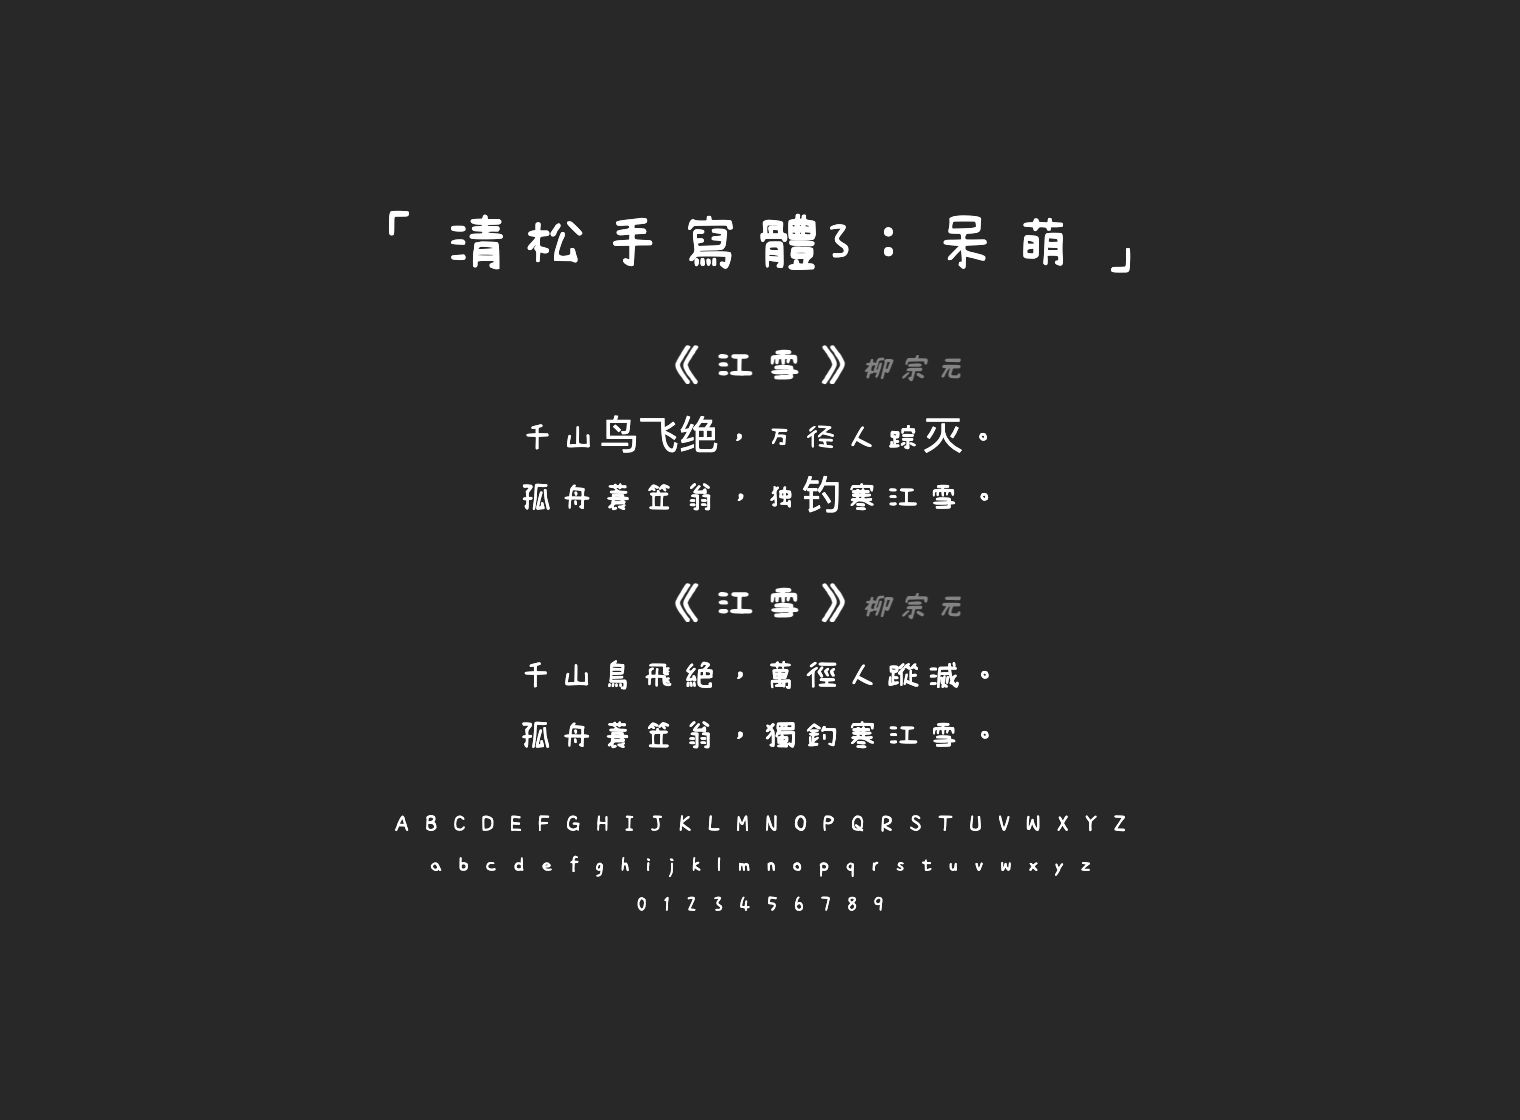 「清松手寫體3：呆萌」
《江雪》柳宗元
千山鸟飞绝，万径人踪灭。
孤舟蓑笠翁，独钓寒江雪。
《江雪》柳宗元
千山鳥飛絕，萬徑人蹤滅。
孤舟蓑笠翁，獨釣寒江雪。
A B C D E F G H I J K L M N O P Q R S T U V W X Y Z
a b c d e f g h i j k l m n o p q r s t u v w x y z
0 1 2 3 4 5 6 7 8 9